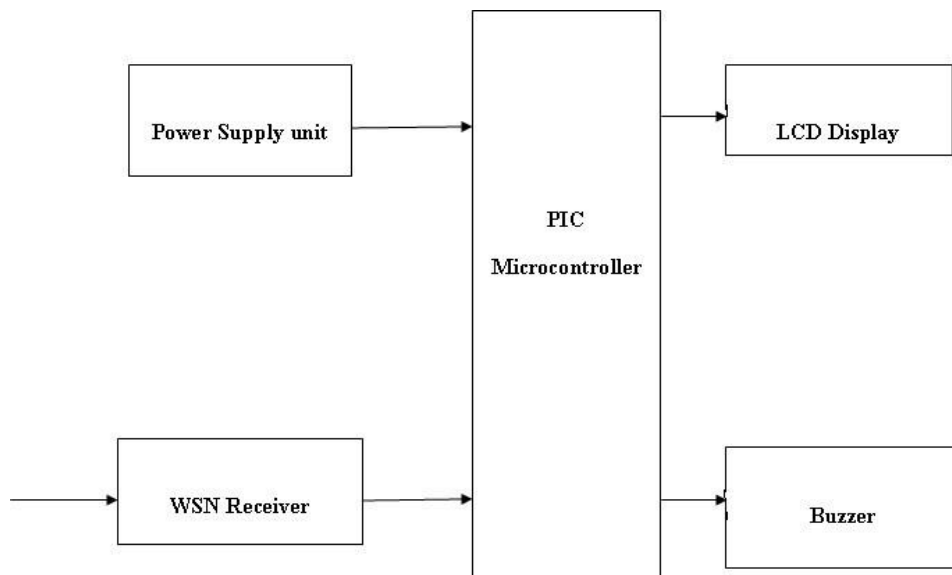 Power Supply unit
LCD Display
PIC
Microcontroller
WSN Receiver
Buzzer